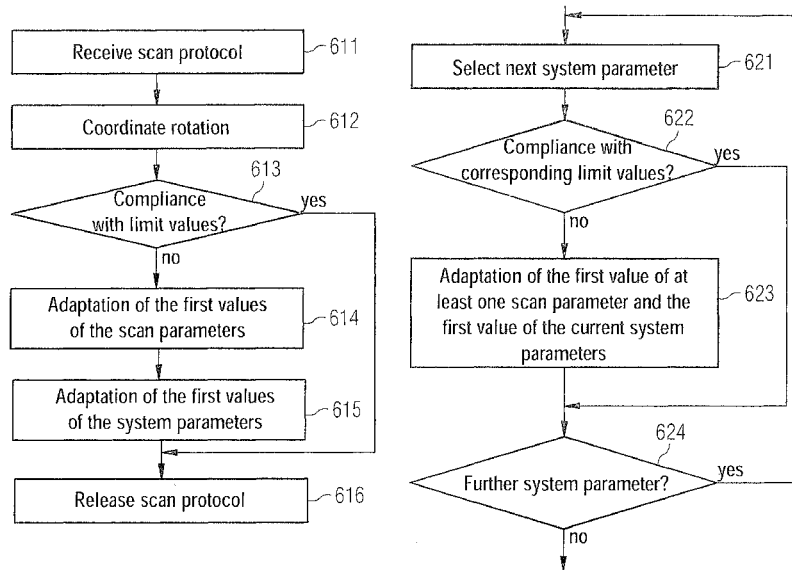 Receive scan protocol
611
Coordinate rotation
612
613
Compliance
with limit values?
yes
no
Adaptation of the first values
of the scan parameters
614
Adaptation of the first values
of the system parameters
615
Release scan protocol
616
Select next system parameter
621
622
Compliance with
corresponding limit values?
yes
no
Adaptation of the first value of at
least one scan parameter and the
first value of the current system
parameters
623
624
Further system parameter?
yes
no